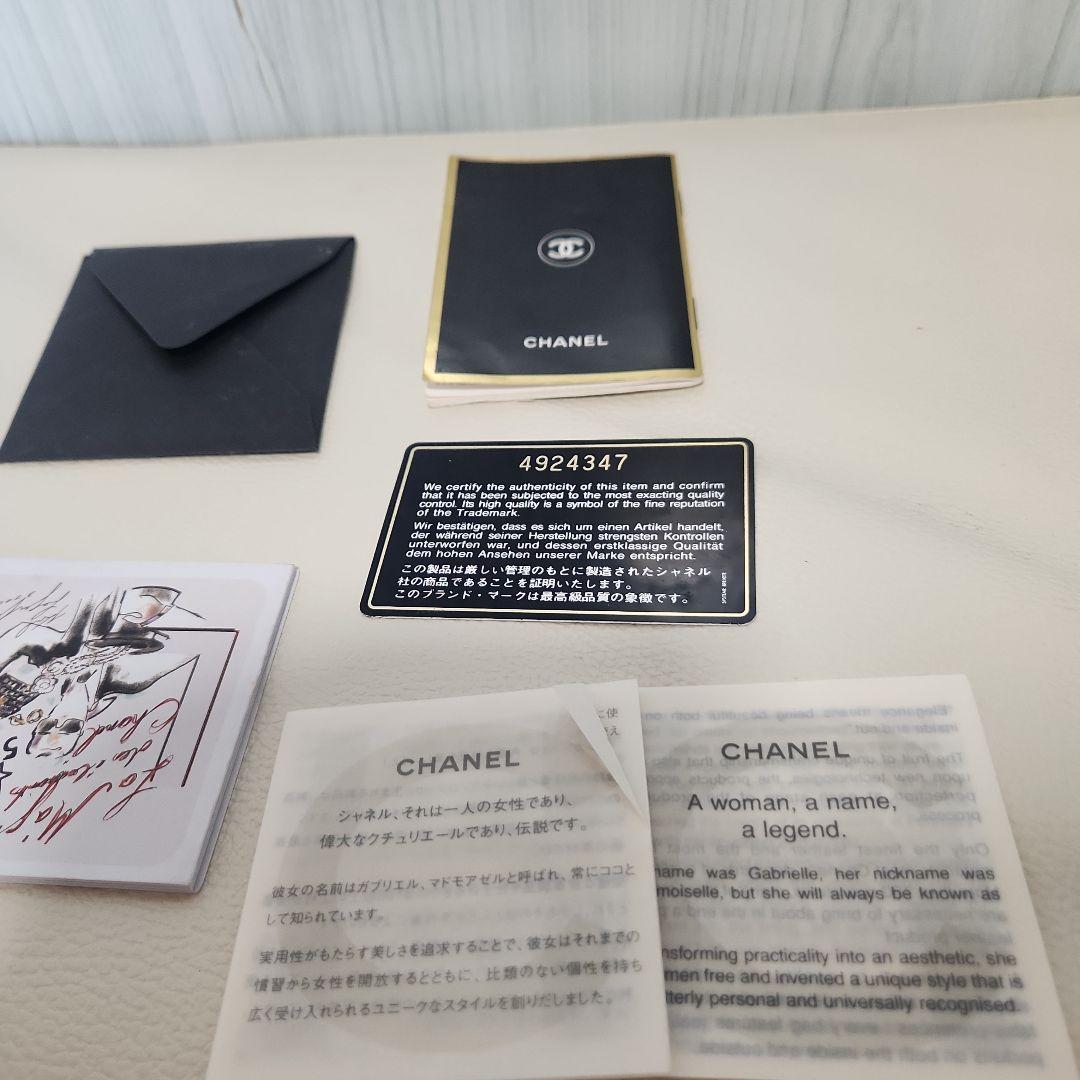 CHANEL
4924347
We certify the authenticity of this item and confirm
that it has been subjected to the most exacting quality
control. Its high quality is a symbol of the fine reputation
of the Trademark.
Wir bestätigen, dass es sich um einen Artikel handelt,
der während seiner Herstellung strengsten Kontrollen
unterworfen war, und dessen erstklassige Qualität
dem hohen Ansehen unserer Marke entspricht.
この製品は厳しい管理のもとに製造されたシャネル
社の商品であることを証明いたします。
このブランド・マークは最高級品質の象徴です。
CHANEL
シャネル、それは一人の女性であり、
偉大なクチュリエールであり、伝説です。
彼女の名前はガブリエル、マドモアゼルと呼ばれ、常にココと
して知られています。
実用性がもたらす美しさを追求することで、彼女はそれまでの
慣習から女性を開放するとともに、比類のない個性を持ち
広く受け入れられるユニークなスタイルを創りだしました。
CHANEL
A woman, a name,
a legend.
name was Gabrielle, her nickname was
moiselle, but she will always be known as
nsforming practicality into an aesthetic, she
men free and invented a unique style that is
tterly personal and universally recognised.